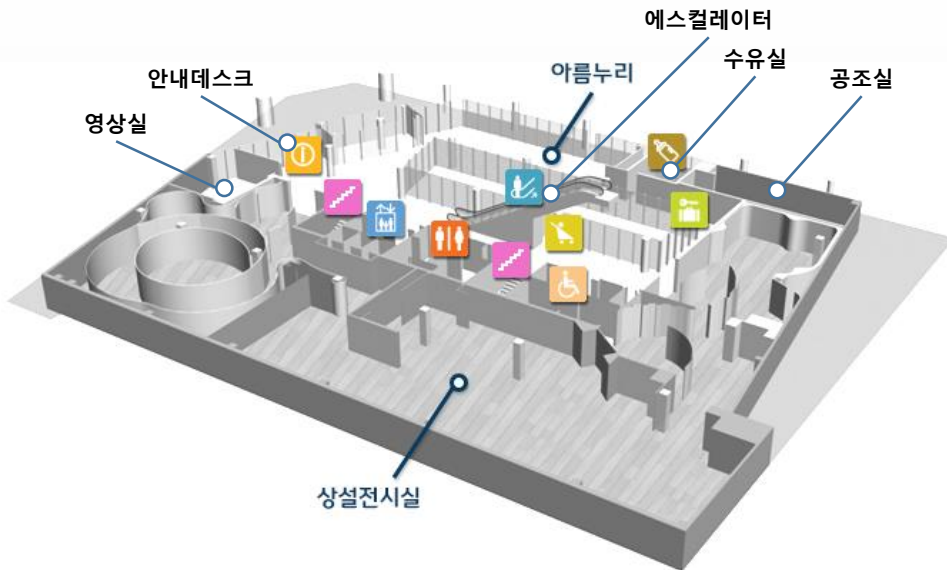 에스컬레이터
수유실
아름누리
공조실
안내데스크
영상실
상설전시실